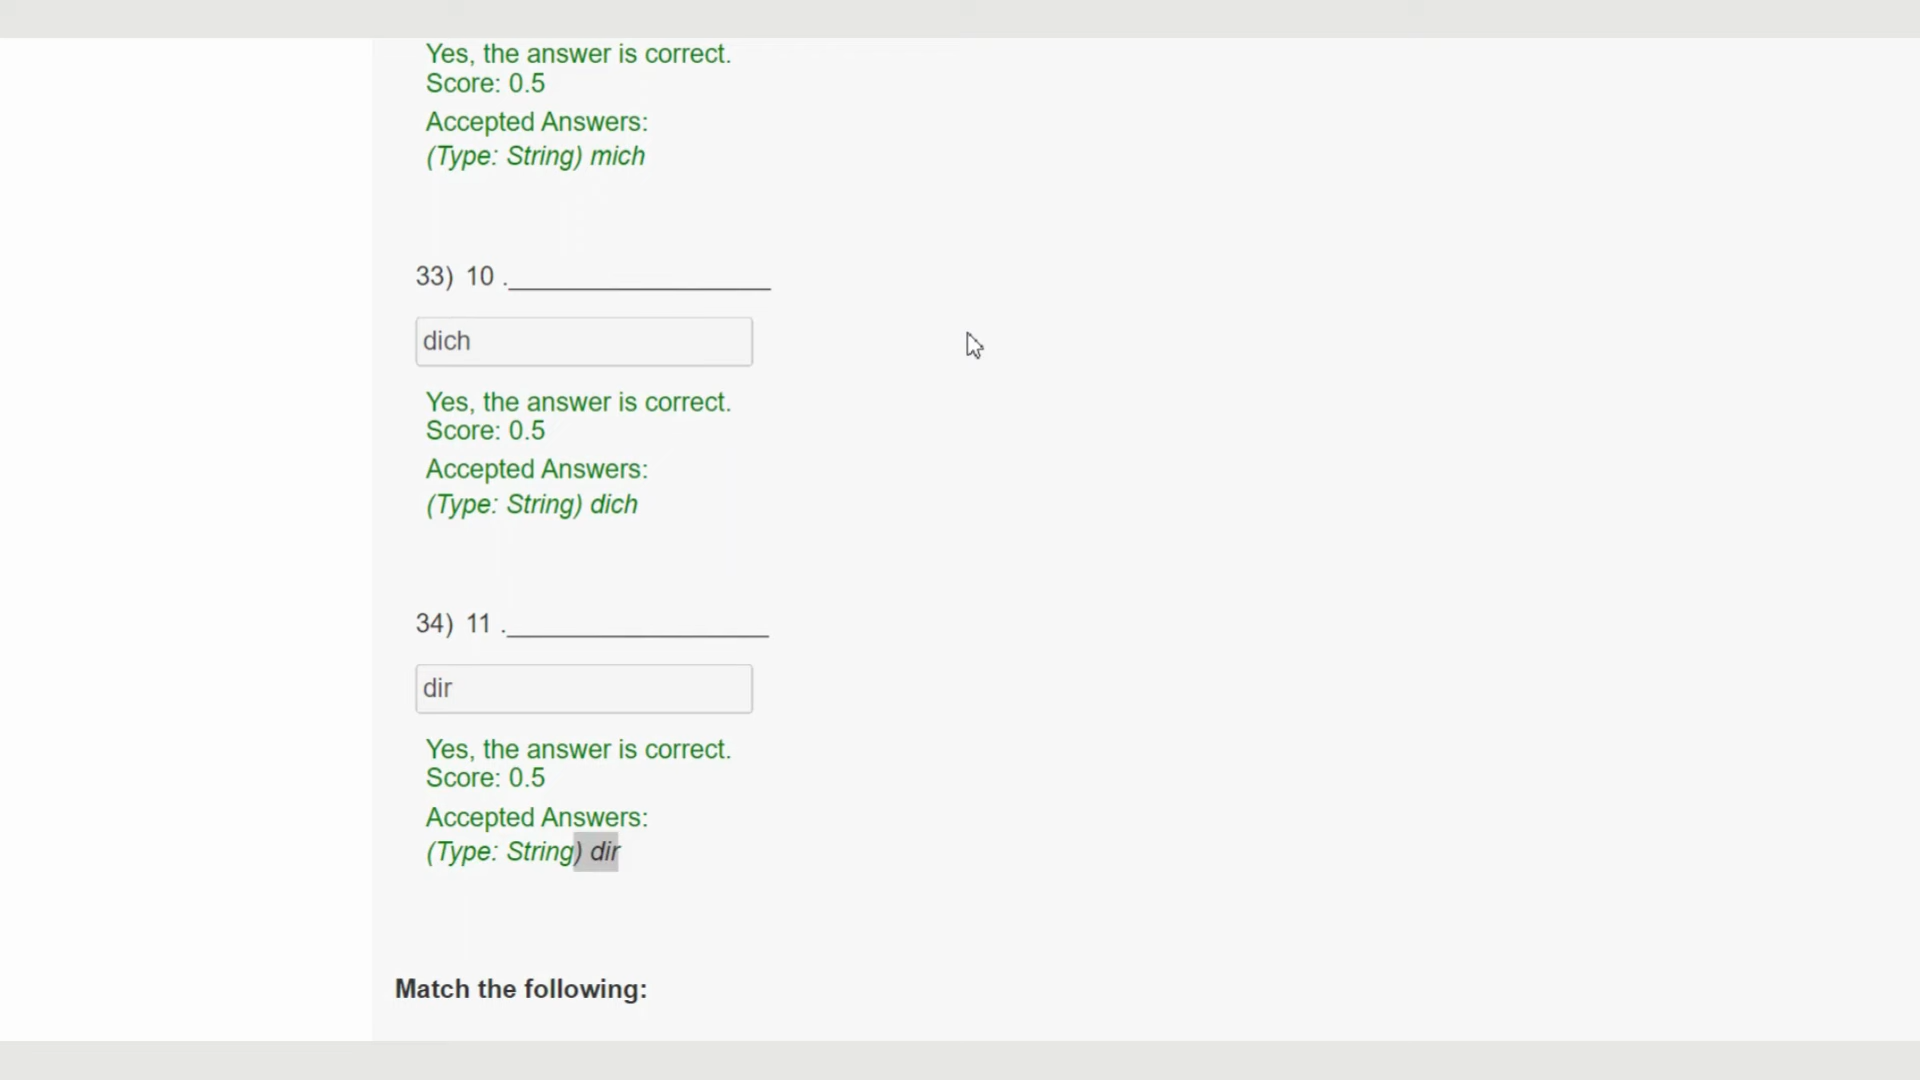 Yes, the answer is correct.
Score: 0.5
Accepted Answers:
(Type: String) mich
33) 10 .___________________
dich
Yes, the answer is correct.
Score: 0.5
Accepted Answers:
(Type: String) dich
34) 11 .___________________
dir
Yes, the answer is correct.
Score: 0.5
Accepted Answers:
(Type: String) dir
Match the following: